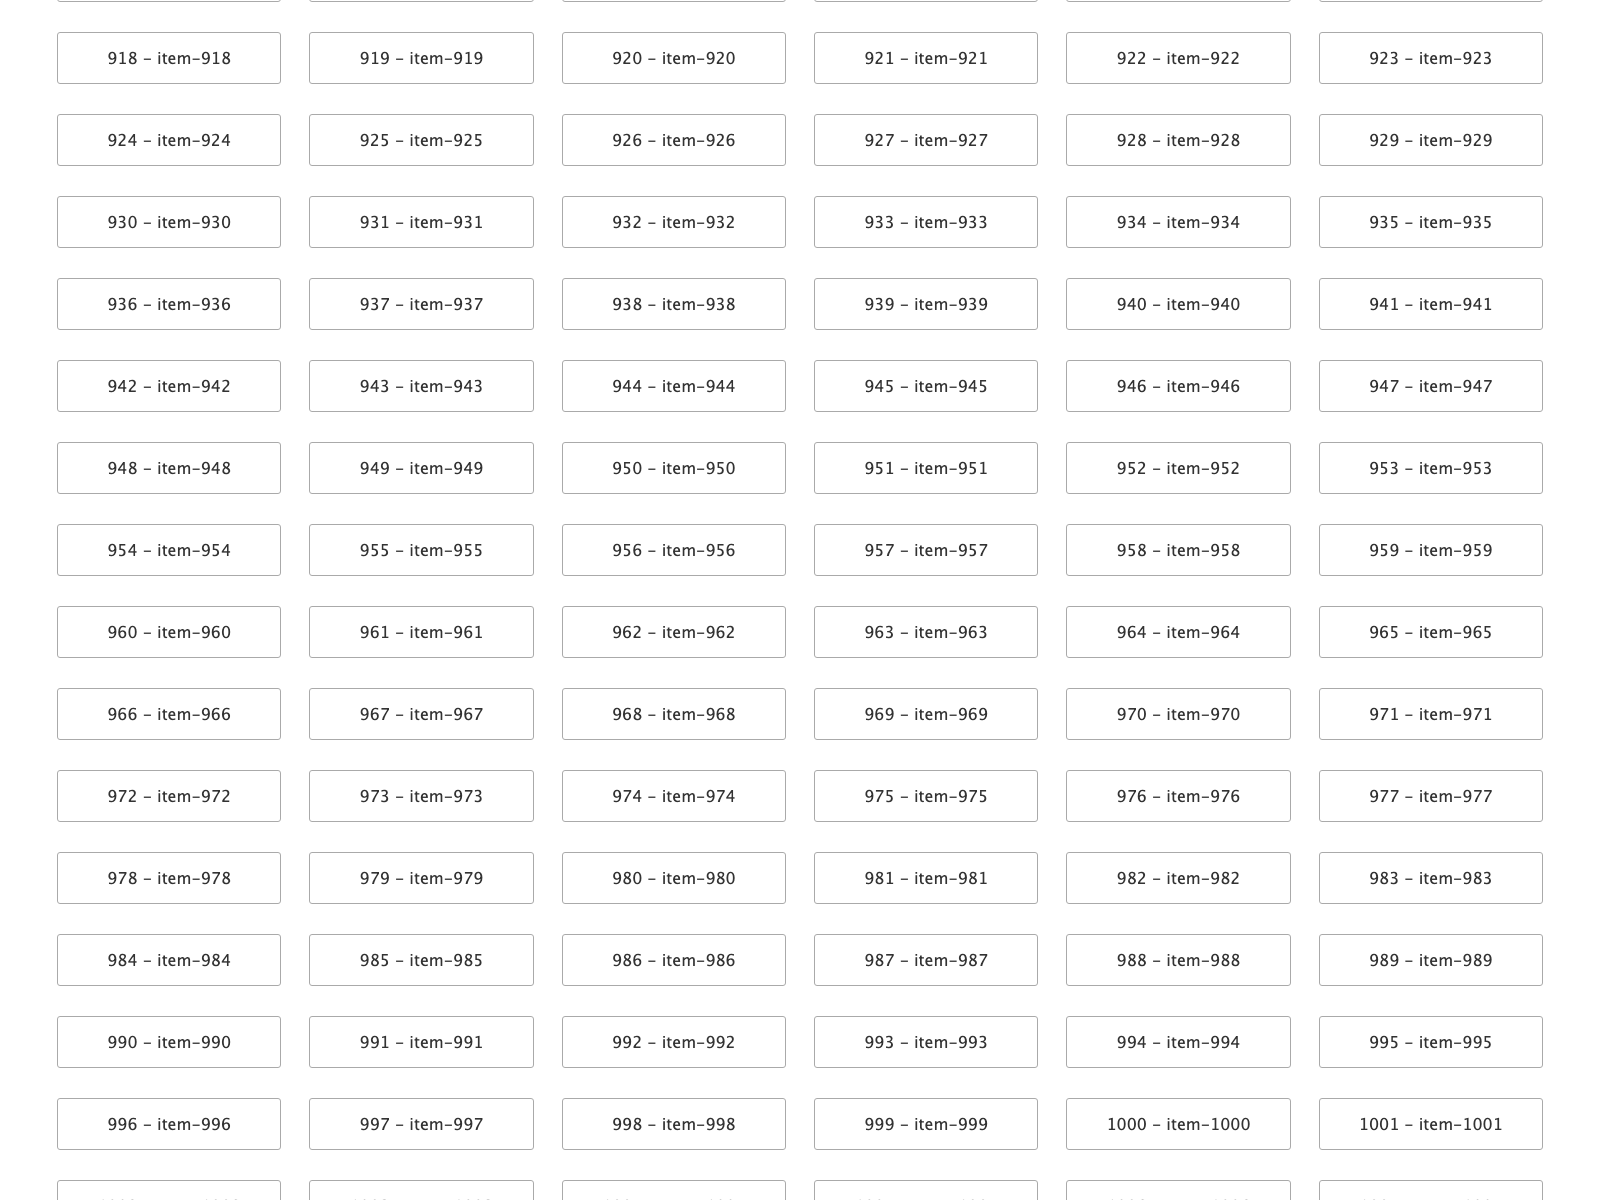 918 - item-918 919 - item-919 920 - item-920 921 - item-921 922 - item-922 923 - item-923
924 - item-924 925 - item-925 926 - item-926 927 - item-927 928 - item-928 929 - item-929
930 - item-930 931 - item-931 932 - item-932 933 - item-933 934 - item-934 935 - item-935
936 - item-936 937 - item-937 938 - item-938 939 - item-939 940 - item-940 941 - item-941
942 - item-942 943 - item-943 944 - item-944 945 - item-945 946 - item-946 947 - item-947
948 - item-948 949 - item-949 950 - item-950 951 - item-951 952 - item-952 953 - item-953
954 - item-954 955 - item-955 956 - item-956 957 - item-957 958 - item-958 959 - item-959
960 - item-960 961 - item-961 962 - item-962 963 - item-963 964 - item-964 965 - item-965
966 - item-966 967 - item-967 968 - item-968 969 - item-969 970 - item-970 971 - item-971
972 - item-972 973 - item-973 974 - item-974 975 - item-975 976 - item-976 977 - item-977
978 - item-978 979 - item-979 980 - item-980 981 - item-981 982 - item-982 983 - item-983
984 - item-984 985 - item-985 986 - item-986 987 - item-987 988 - item-988 989 - item-989
990 - item-990 991 - item-991 992 - item-992 993 - item-993 994 - item-994 995 - item-995
996 - item-996 997 - item-997 998 - item-998 999 - item-999 1000 - item-1000 1001 - item-1001